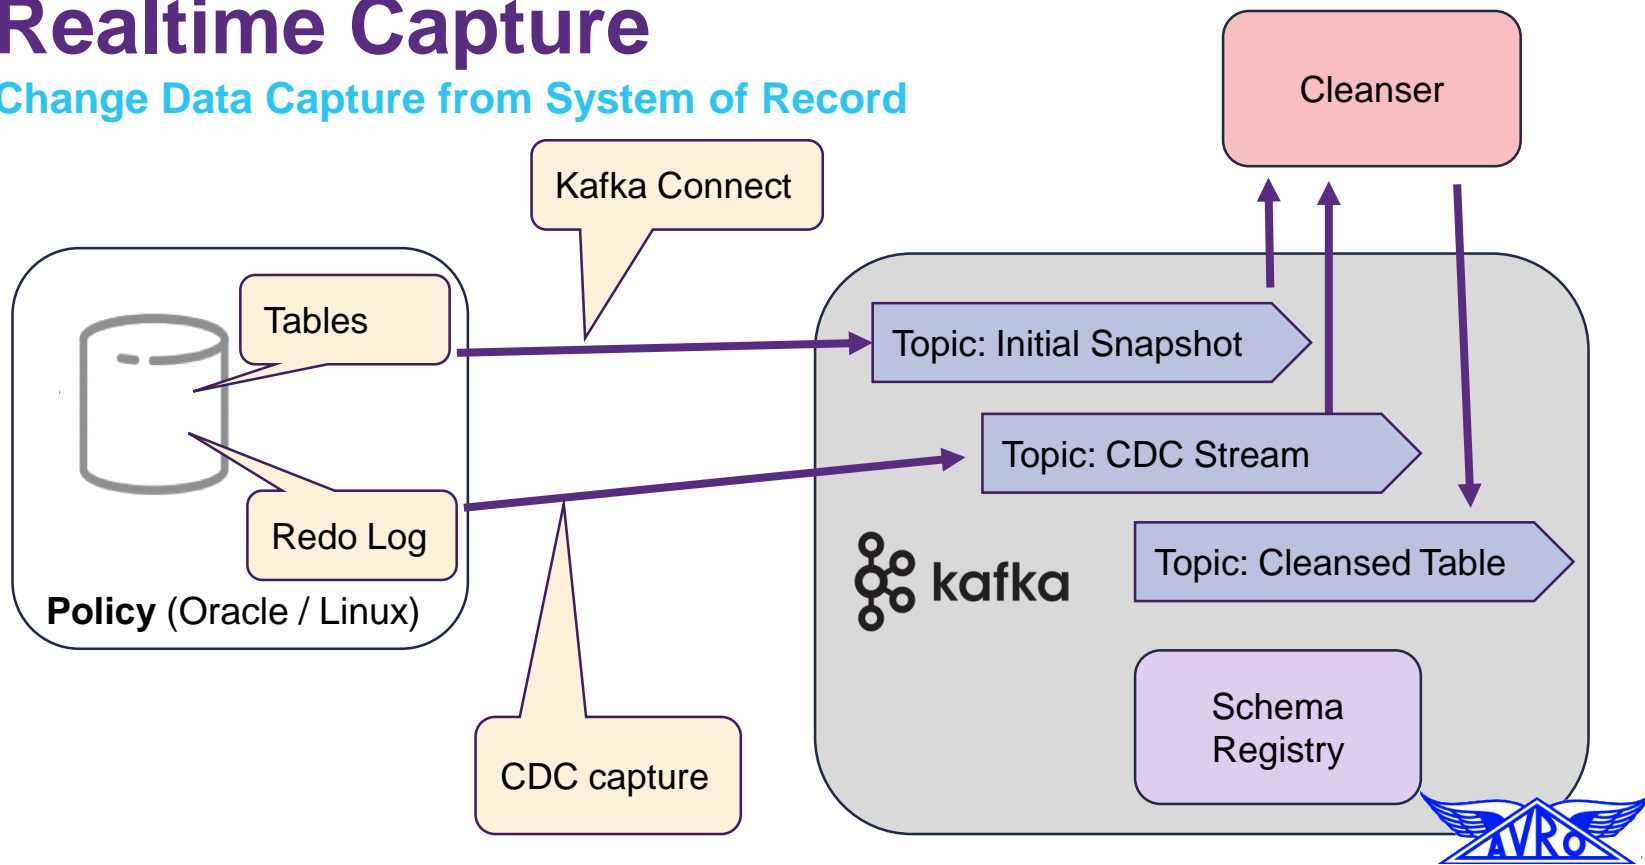 Realtime Capture
Change Data Capture from System of Record
Cleanser
Kafka Connect
Tables
Topic: Initial Snapshot
Topic: CDC Stream
Redo Log
kafka
Topic: Cleansed Table
Policy (Oracle / Linux)
Schema
Registry
CDC capture
AVRO